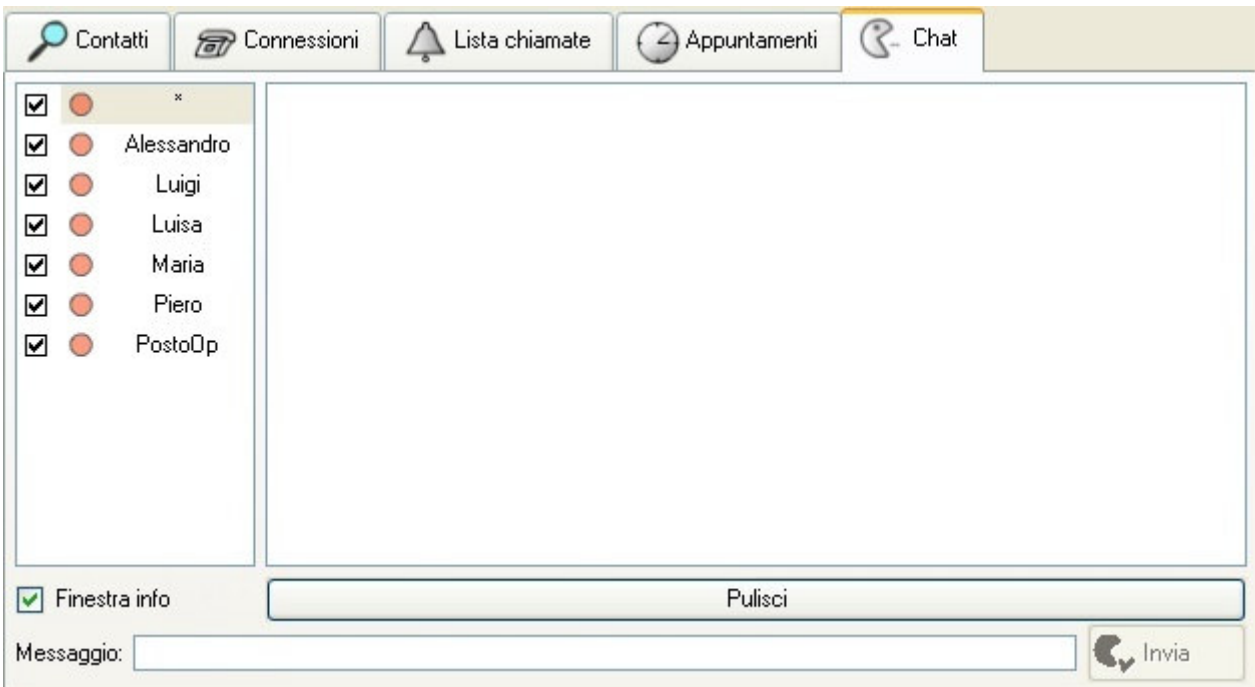 Contatti Connessioni Lista chiamate Appuntamenti Chat
*
Alessandro
Luigi
Luisa
Maria
Piero
PostoOp
Finestra info Pulisci
Messaggio: Invia